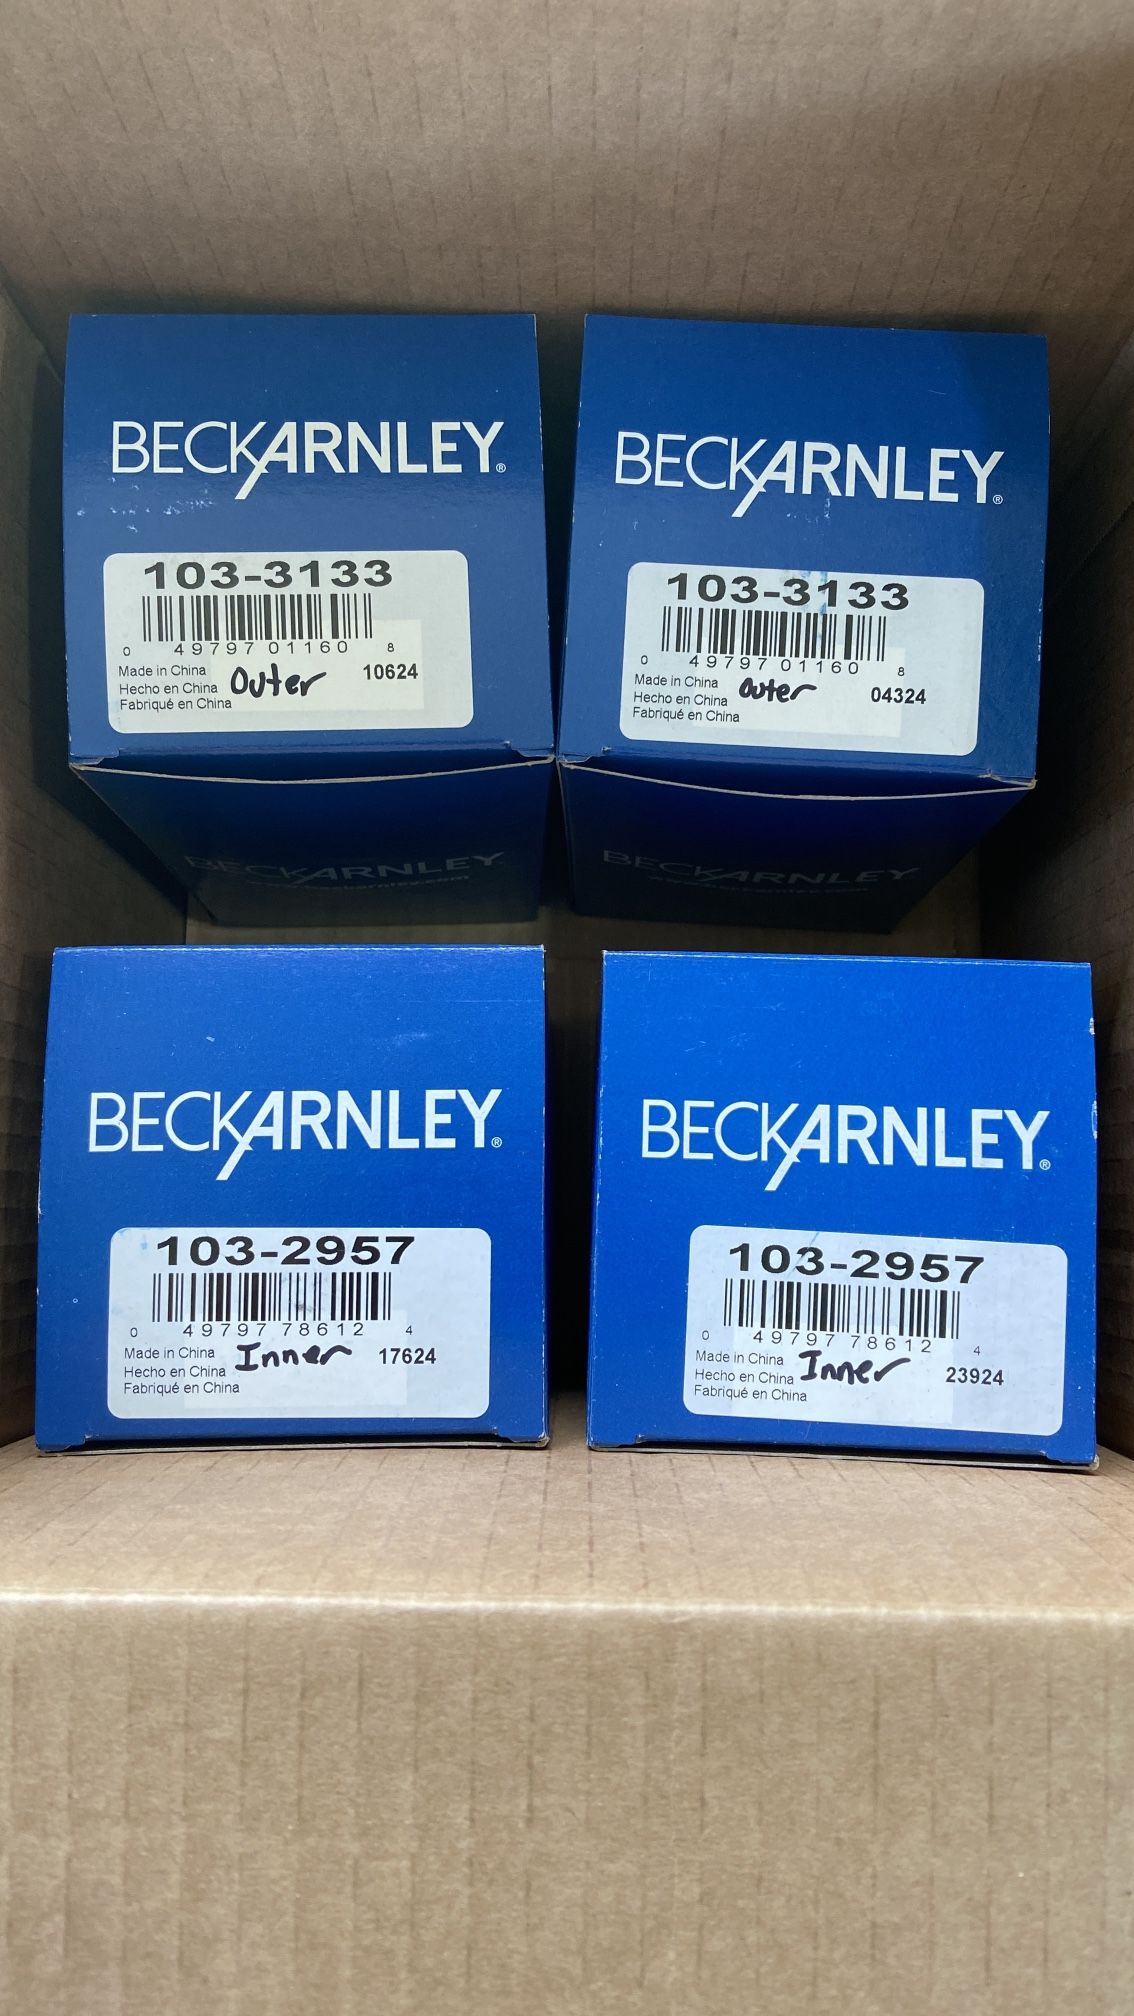 BECKARNLEY®
103-3133
0 49797 01160 8
Made in China
Hecho en China Outer 10624
Fabriqué en China
BECKARNLEY
BECKARNLEY®
103-3133
0 49797 01160 8
Made in China
Hecho en China Outer 04324
Fabriqué en China
BECKARNLEY
BECKARNLEY®
103-2957
0 49797 78612 4
Made in China
Hecho en China Inner 17624
Fabriqué en China
BECKARNLEY®
103-2957
0 49797 78612 4
Made in China
Hecho en China Inner 23924
Fabriqué en China